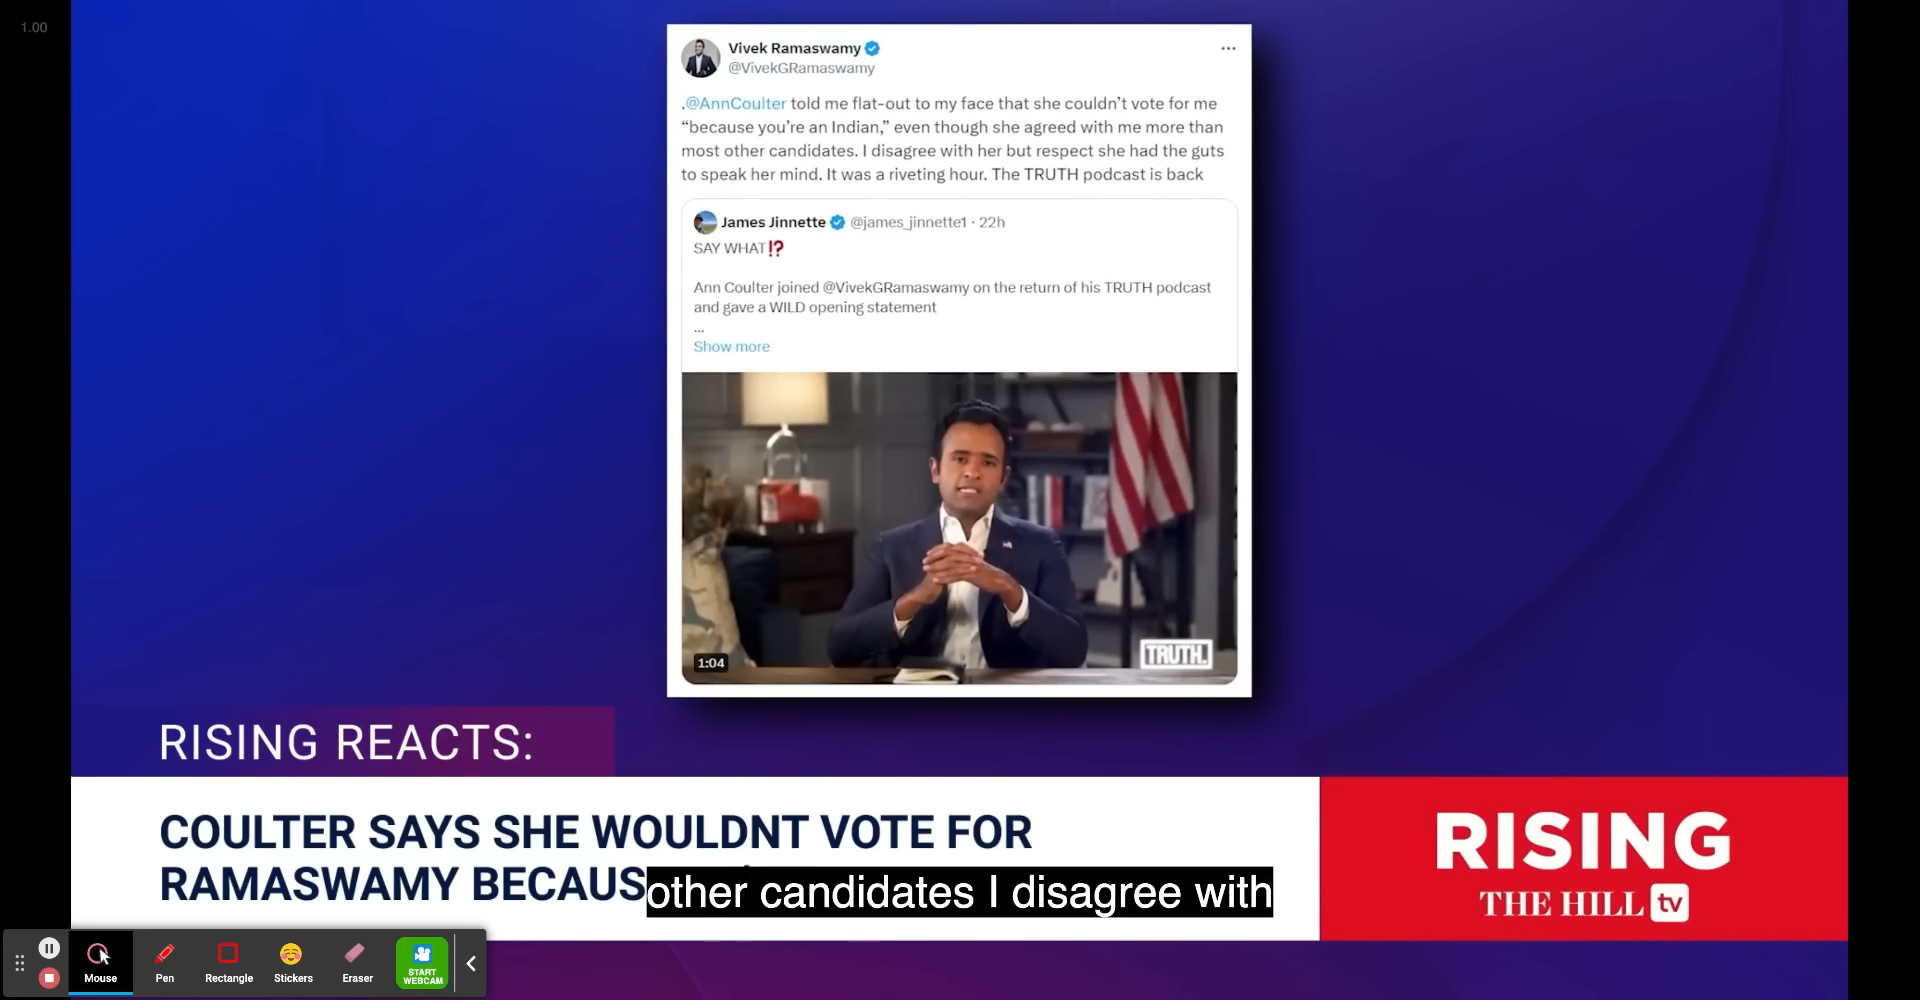 1.00
Vivek Ramaswamy
@VivekGRamaswamy
.@AnnCoulter told me flat-out to my face that she couldn’t vote for me
“because you’re an Indian,” even though she agreed with me more than
most other candidates. I disagree with her but respect she had the guts
to speak her mind. It was a riveting hour. The TRUTH podcast is back
James Jinnette @james_jinnette1 · 22h
SAY WHAT⁉
Ann Coulter joined @VivekGRamaswamy on the return of his TRUTH podcast
and gave a WILD opening statement
...
Show more
TRUTH.
1:04
RISING REACTS:
COULTER SAYS SHE WOULDNT VOTE FOR
RAMASWAMY BECAUS
other candidates I disagree with
RISING
THE HILL tv
Mouse
Pen
Rectangle
Stickers
Eraser
START
WEBCAM